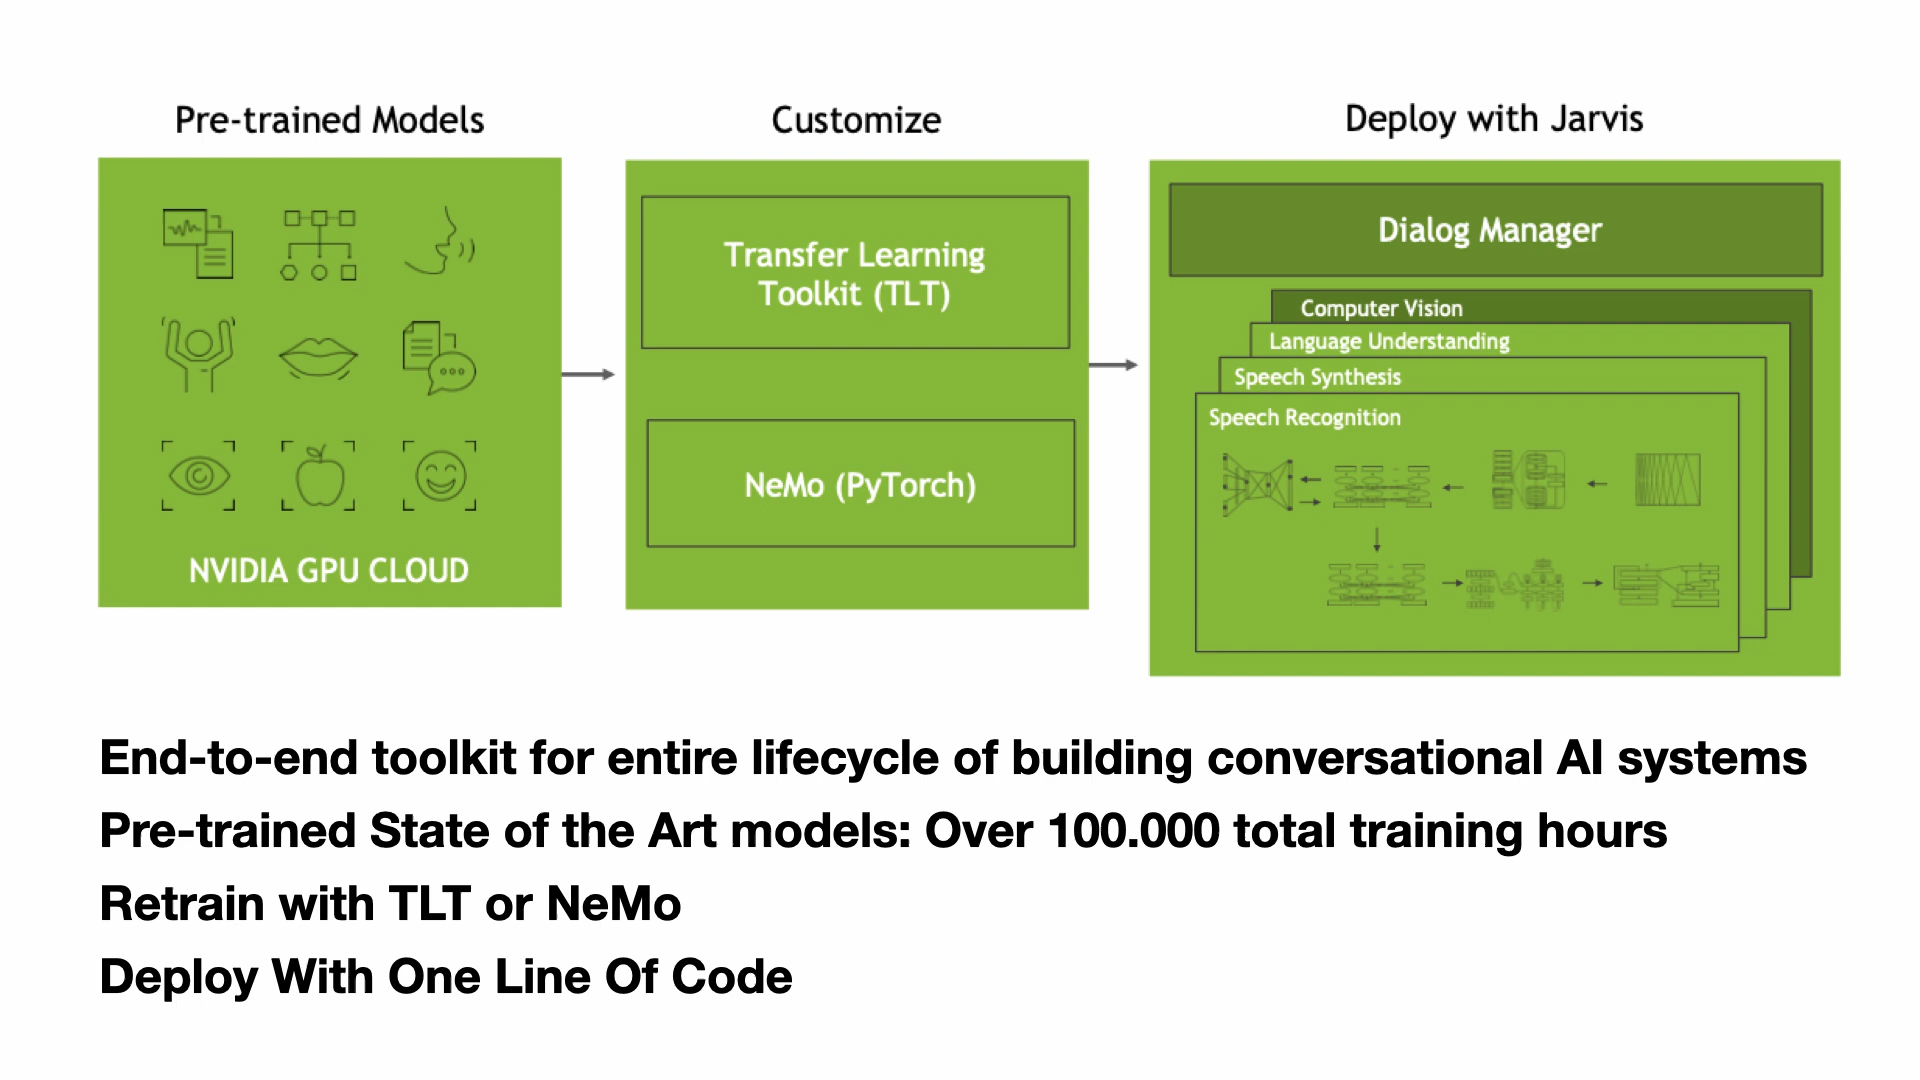 Pre-trained Models
NVIDIA GPU CLOUD
Customize
Transfer Learning
Toolkit (TLT)
NeMo (PyTorch)
Deploy with Jarvis
Dialog Manager
Computer Vision
Language Understanding
Speech Synthesis
Speech Recognition
End-to-end toolkit for entire lifecycle of building conversational AI systems
Pre-trained State of the Art models: Over 100.000 total training hours
Retrain with TLT or NeMo
Deploy With One Line Of Code